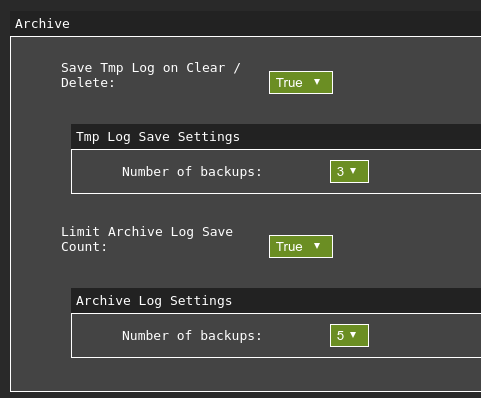 Archive
Save Tmp Log on Clear /
Delete:
True
Tmp Log Save Settings
Number of backups: 3
Limit Archive Log Save
Count:
True
Archive Log Settings
Number of backups: 5